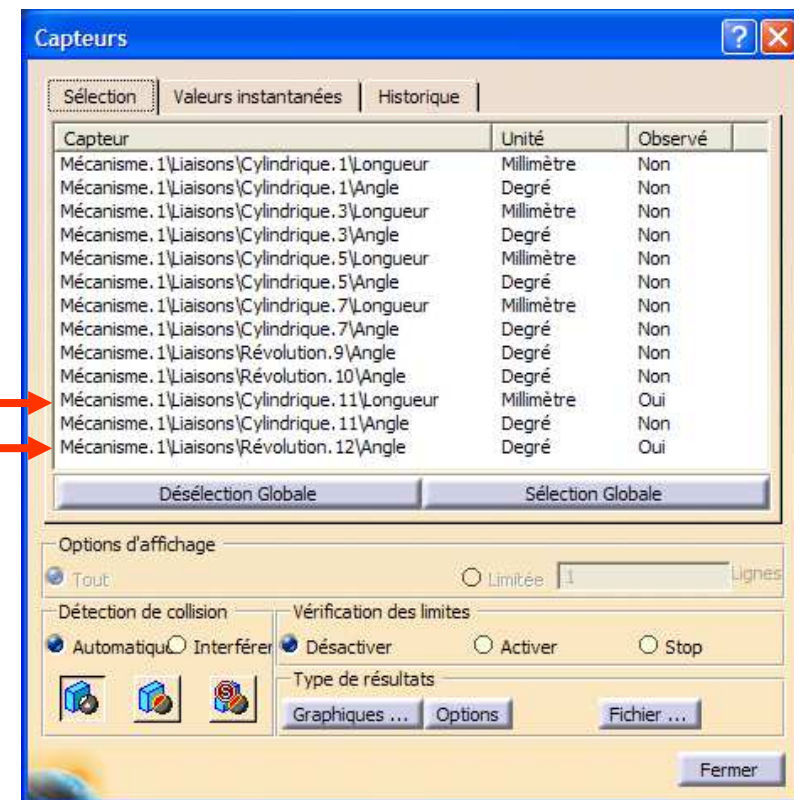 Capteurs
Sélection Valeurs instantanées Historique
Capteur Unité Observé
Mécanisme.1\Liaisons\Cylindrique.1\Longueur Millimètre Non
Mécanisme.1\Liaisons\Cylindrique.1\Angle Degré Non
Mécanisme.1\Liaisons\Cylindrique.3\Longueur Millimètre Non
Mécanisme.1\Liaisons\Cylindrique.3\Angle Degré Non
Mécanisme.1\Liaisons\Cylindrique.5\Longueur Millimètre Non
Mécanisme.1\Liaisons\Cylindrique.5\Angle Degré Non
Mécanisme.1\Liaisons\Cylindrique.7\Longueur Millimètre Non
Mécanisme.1\Liaisons\Cylindrique.7\Angle Degré Non
Mécanisme.1\Liaisons\Révolution.9\Angle Degré Non
Mécanisme.1\Liaisons\Révolution.10\Angle Degré Non
Mécanisme.1\Liaisons\Cylindrique.11\Longueur Millimètre Oui
Mécanisme.1\Liaisons\Cylindrique.11\Angle Degré Non
Mécanisme.1\Liaisons\Révolution.12\Angle Degré Oui
Désélection Globale Sélection Globale
Options d'affichage
Tout Limitée 1 Lignes
Détection de collision Vérification des limites
Automatiqu Interférer Désactiver Activer Stop
Type de résultats
Graphiques ... Options Fichier ...
Fermer